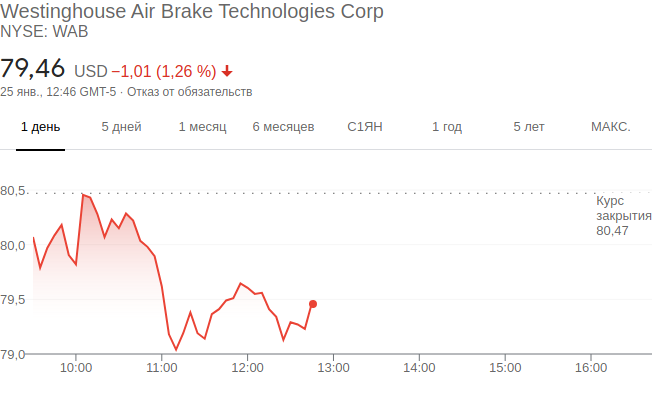 Westinghouse Air Brake Technologies Corp
NYSE: WAB
79,46 USD −1,01 (1,26 %)
25 янв., 12:46 GMT-5 · Отказ от обязательств
1 день 5 дней 1 месяц 6 месяцев С1ЯН 1 год 5 лет МАКС.
80,5
Курс
закрытия
80,47
80,0
79,5
79,0
10:00 11:00 12:00 13:00 14:00 15:00 16:00